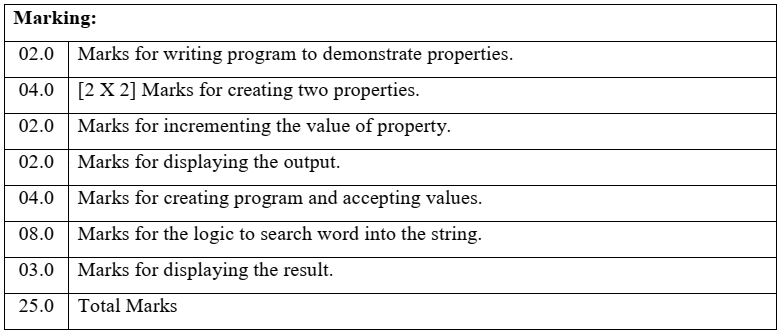 Marking:
02.0 Marks for writing program to demonstrate properties.
04.0 [2 X 2] Marks for creating two properties.
02.0 Marks for incrementing the value of property.
02.0 Marks for displaying the output.
04.0 Marks for creating program and accepting values.
08.0 Marks for the logic to search word into the string.
03.0 Marks for displaying the result.
25.0 Total Marks